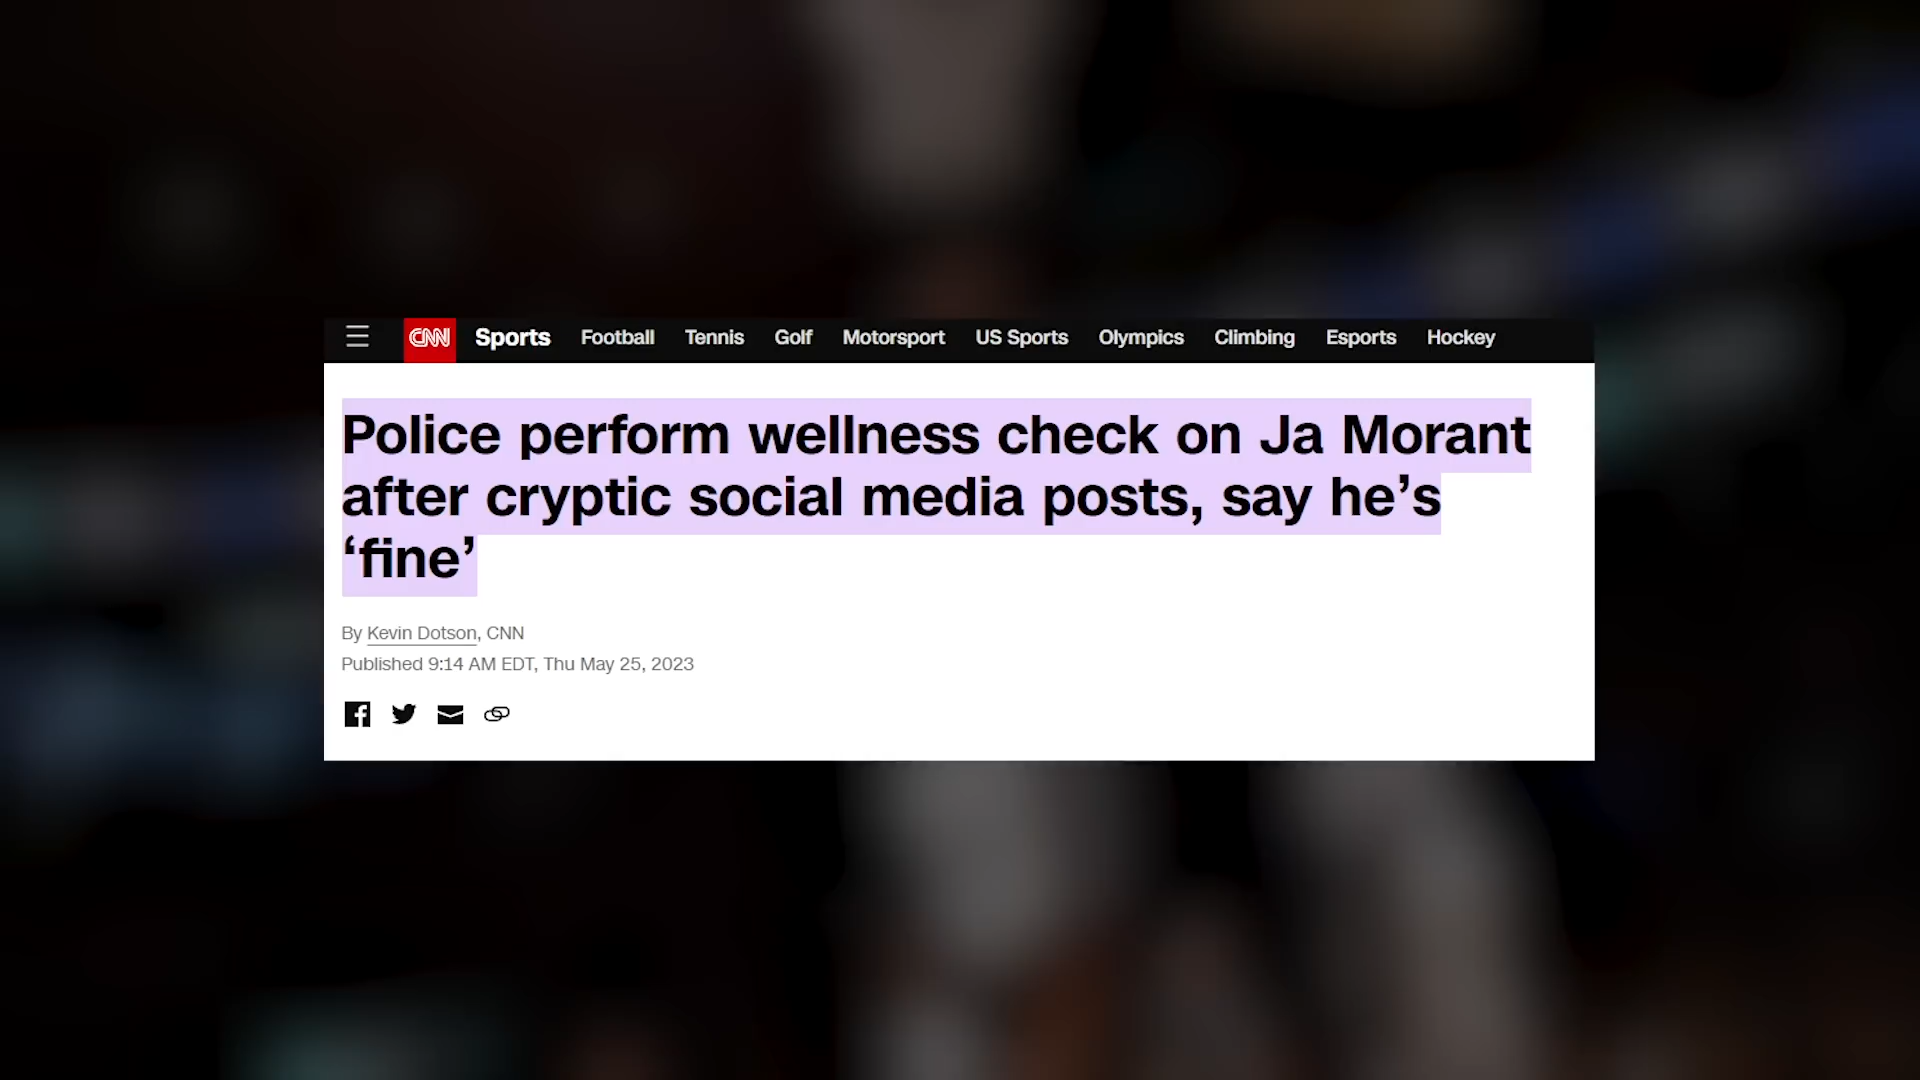 CNN Sports Football Tennis Golf Motorsport US Sports Olympics Climbing Esports Hockey
Police perform wellness check on Ja Morant
after cryptic social media posts, say he’s
‘fine’
By Kevin Dotson, CNN
Published 9:14 AM EDT, Thu May 25, 2023